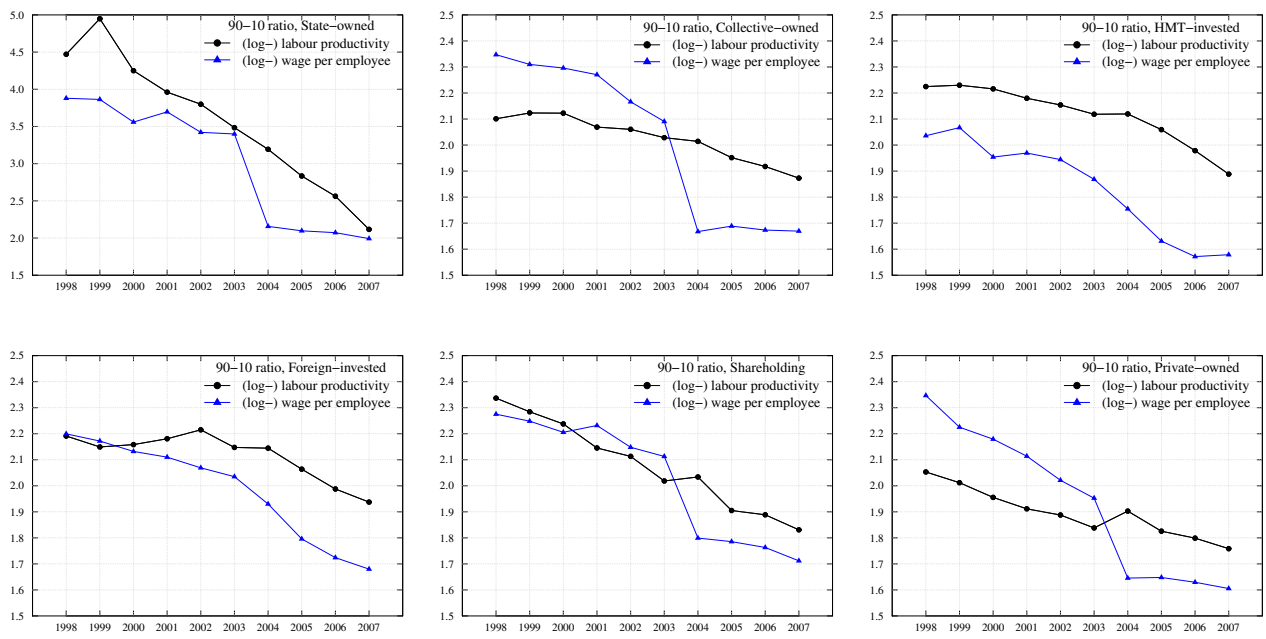 90−10 ratio, State−owned
(log−) labour productivity
(log−) wage per employee
5.0
4.5
4.0
3.5
3.0
2.5
2.0
1.5
1998 1999 2000 2001 2002 2003 2004 2005 2006 2007
90−10 ratio, Collective−owned
(log−) labour productivity
(log−) wage per employee
2.5
2.4
2.3
2.2
2.1
2.0
1.9
1.8
1.7
1.6
1.5
1998 1999 2000 2001 2002 2003 2004 2005 2006 2007
90−10 ratio, HMT−invested
(log−) labour productivity
(log−) wage per employee
2.5
2.4
2.3
2.2
2.1
2.0
1.9
1.8
1.7
1.6
1.5
1998 1999 2000 2001 2002 2003 2004 2005 2006 2007
90−10 ratio, Foreign−invested
(log−) labour productivity
(log−) wage per employee
2.5
2.4
2.3
2.2
2.1
2.0
1.9
1.8
1.7
1.6
1.5
1998 1999 2000 2001 2002 2003 2004 2005 2006 2007
90−10 ratio, Shareholding
(log−) labour productivity
(log−) wage per employee
2.5
2.4
2.3
2.2
2.1
2.0
1.9
1.8
1.7
1.6
1.5
1998 1999 2000 2001 2002 2003 2004 2005 2006 2007
90−10 ratio, Private−owned
(log−) labour productivity
(log−) wage per employee
2.5
2.4
2.3
2.2
2.1
2.0
1.9
1.8
1.7
1.6
1.5
1998 1999 2000 2001 2002 2003 2004 2005 2006 2007